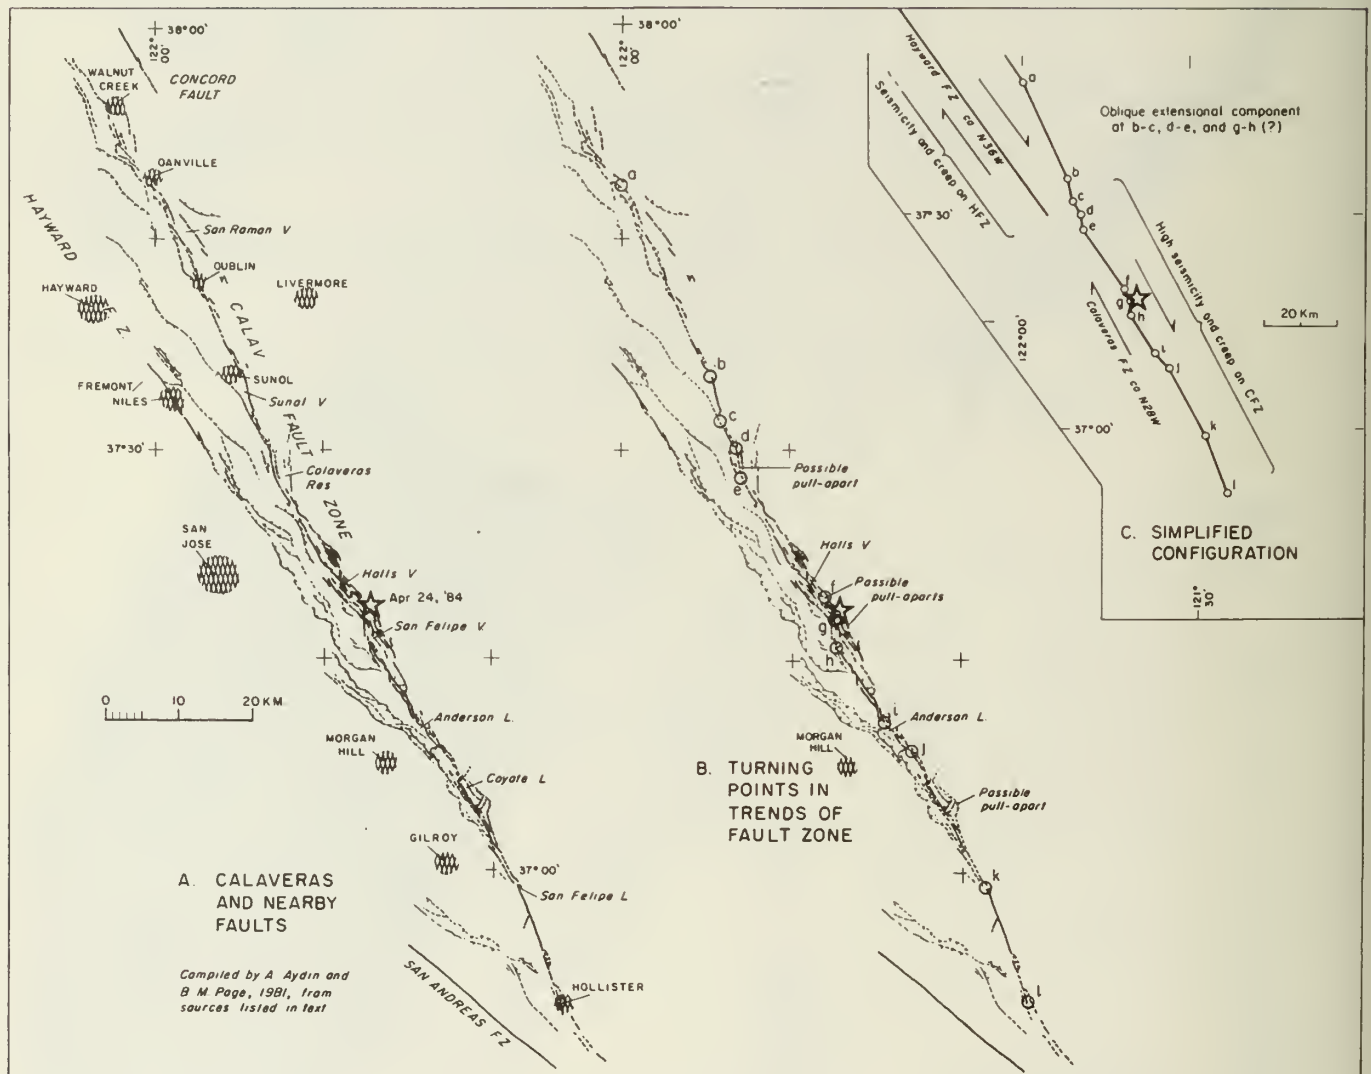 38°00'
122°
00'
CONCORD
FAULT
WALNUT
CREEK
OANVILLE
San Ramon V
OUBLIN
LIVERMORE
HAYWARD
F Z.
HAYWARD
CALAV
FAULT
ZONE
SUNOL
Sunol V
FREMONT/
NILES
37°30'
Calaveras
Res
SAN
JOSE
Halls V
Apr 24, '84
San Felipe V.
0 10 20 KM
Anderson L.
MORGAN
HILL
Coyote L
GILROY
37°00'
San Felipe L
A. CALAVERAS
AND NEARBY
FAULTS
Compiled by A Aydin and
B M. Page, 1981, from
sources listed in text
SAN ANDREAS F Z
HOLLISTER
38°00'
122°
00'
a
b
c
d
e
Possible
pull-apart
Halls V
f
Possible
pull-aparts
g
h
i
Anderson L.
j
MORGAN
HILL
B. TURNING
POINTS IN
TRENDS OF
FAULT ZONE
Possible
pull-apart
k
l
Hayward FZ ca N36W
Seismicity and creep on HFZ
a
Oblique extensional component
at b-c, d-e, and g-h (?)
b
c
d
e
37°30'
High seismicity and creep on CFZ
f
g
h
20 Km
122°00'
Calaveras FZ ca N28W
i
j
37°00'
k
l
C. SIMPLIFIED
CONFIGURATION
121°
30'